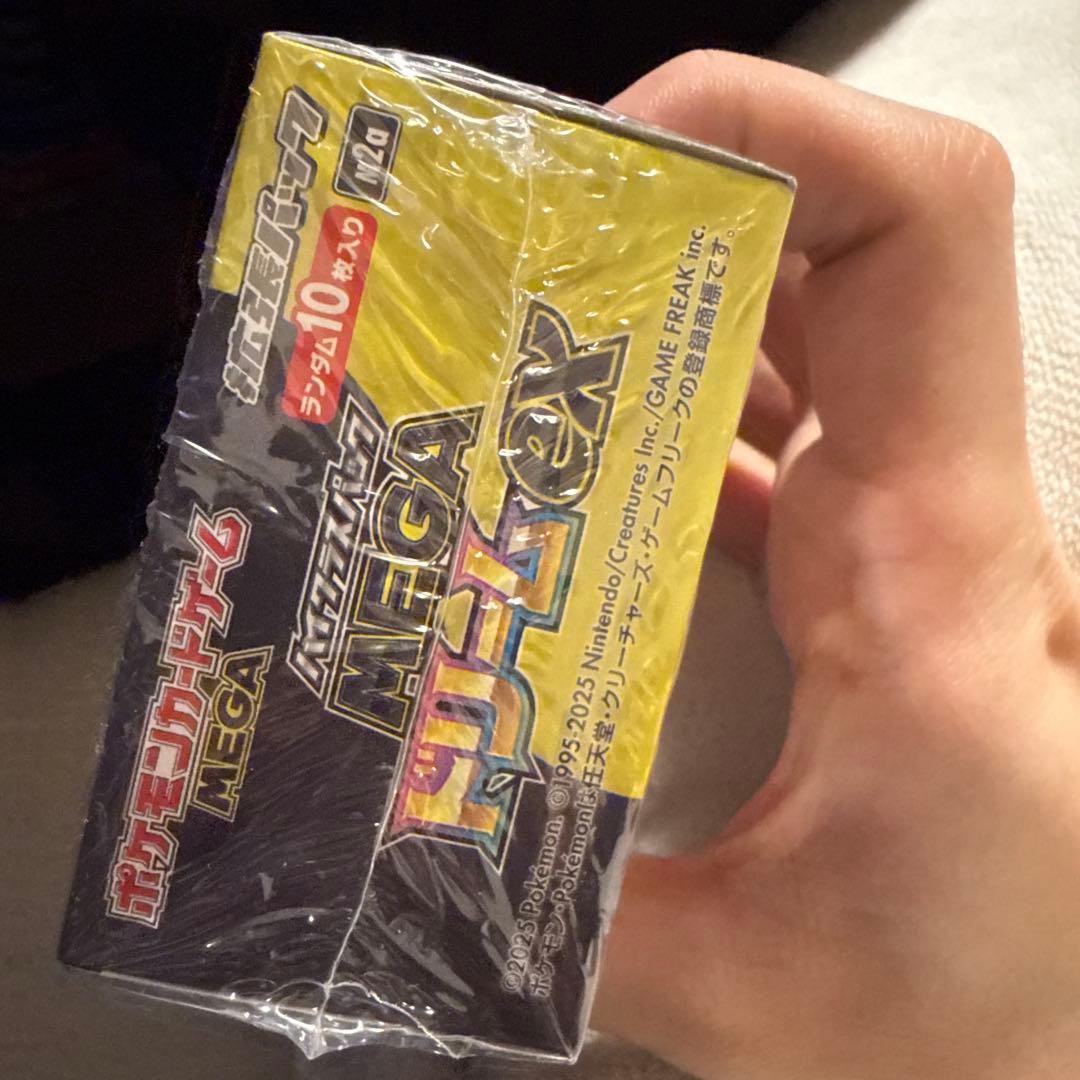 ポケモンカードゲーム
MEGA
拡張パック
M2a
ランダム10枚入り
ハイクラスパック
MEGA
ドリームex
©2025 Pokémon. ©1995-2025 Nintendo/Creatures Inc./GAME FREAK inc.
ポケモン・Pokémonは任天堂・クリーチャーズ・ゲームフリークの登録商標です。